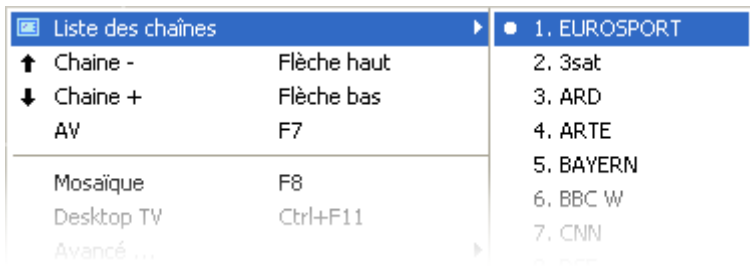 Liste des chaînes
Chaine - Flèche haut
Chaine + Flèche bas
AV F7
Mosaïque F8
Desktop TV Ctrl+F11
Avancé ...
1. EUROSPORT
2. 3sat
3. ARD
4. ARTE
5. BAYERN
6. BBC W
7. CNN